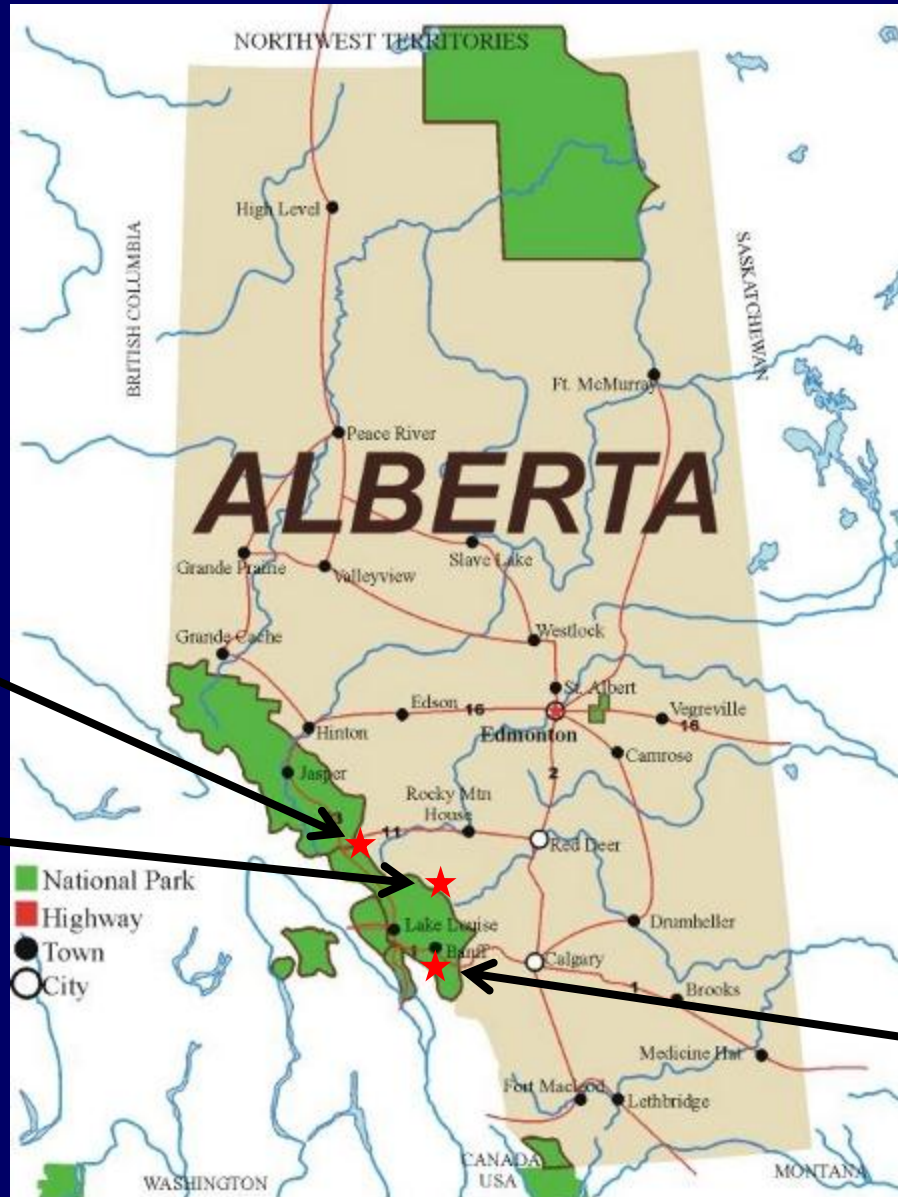 NORTHWEST TERRITORIES
High Level
BRITISH COLUMBIA
SASKATCHEWAN
Ft. McMurray
Peace River
ALBERTA
Grande Prairie
Valleyview
Slave Lake
Grande Cache
Westlock
St. Albert
Edson
16
Vegreville
16
Hinton
Edmonton
Camrose
Jasper
2
Rocky Mtn
House
11
Red Deer
National Park
Highway
Town
City
Lake Louise
Drumheller
1
Banff
Calgary
1
Brooks
Medicine Hat
Fort Macleod
Lethbridge
CANADA
USA
WASHINGTON
MONTANA